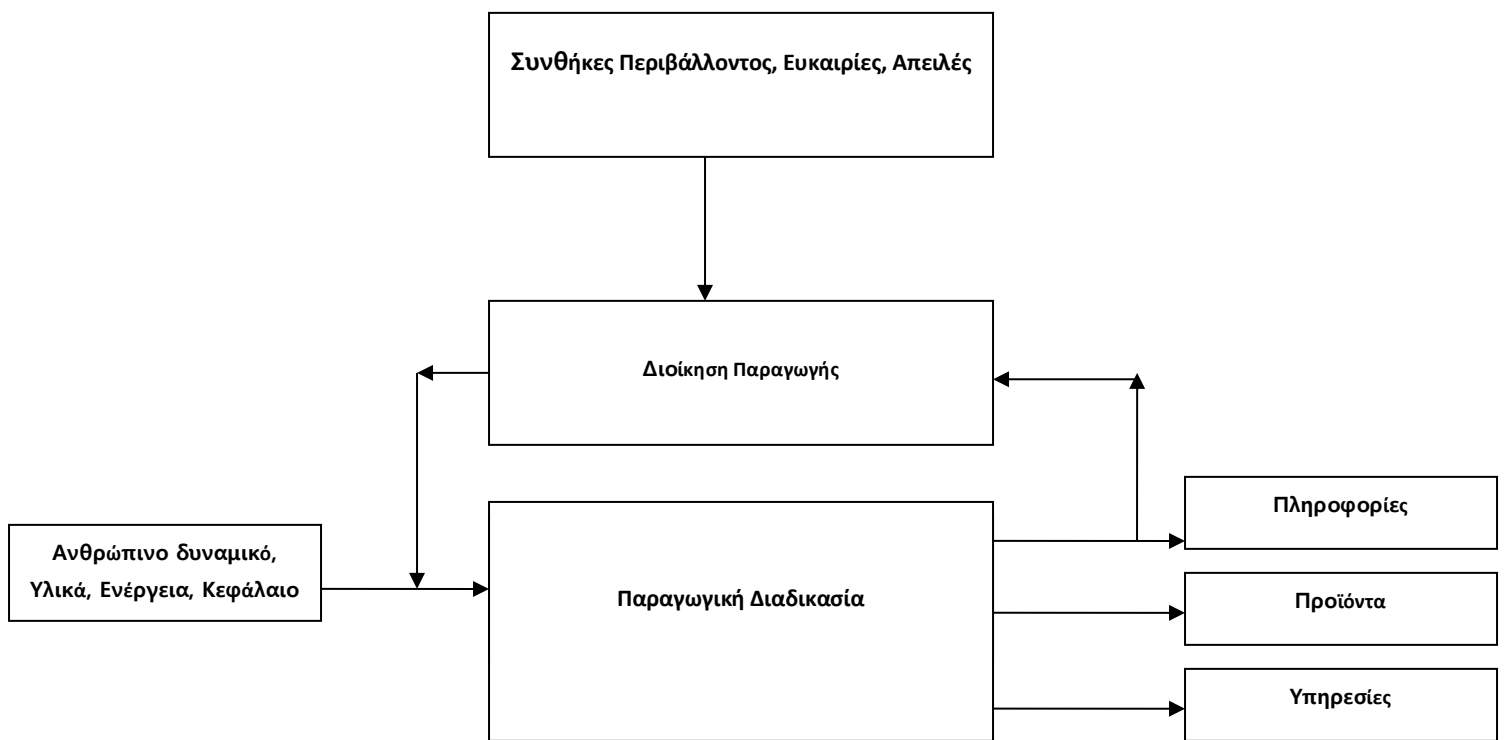 Συνθήκες Περιβάλλοντος, Ευκαιρίες, Απειλές
Διοίκηση Παραγωγής
Πληροφορίες
Ανθρώπινο δυναμικό,
Υλικά, Ενέργεια, Κεφάλαιο
Παραγωγική Διαδικασία
Προϊόντα
Υπηρεσίες